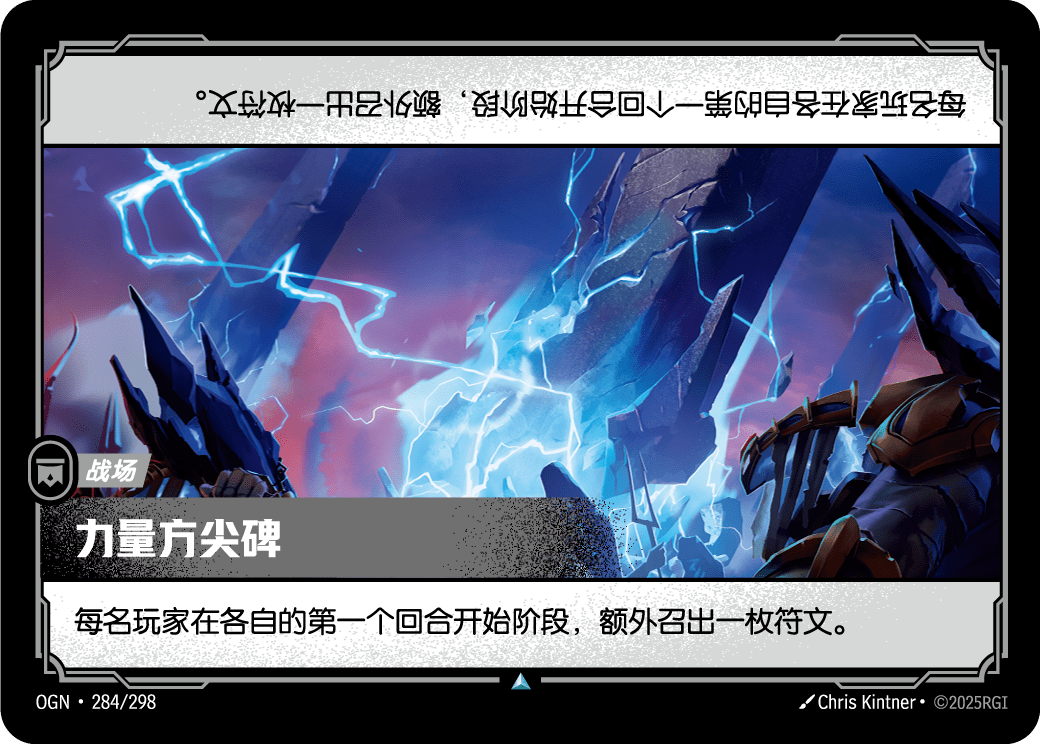 每名玩家在各自的第一个回合开始阶段，额外召出一枚符文。
战场
力量方尖碑
每名玩家在各自的第一个回合开始阶段，额外召出一枚符文。
OGN • 284/298
Chris Kintner • ©2025RGI